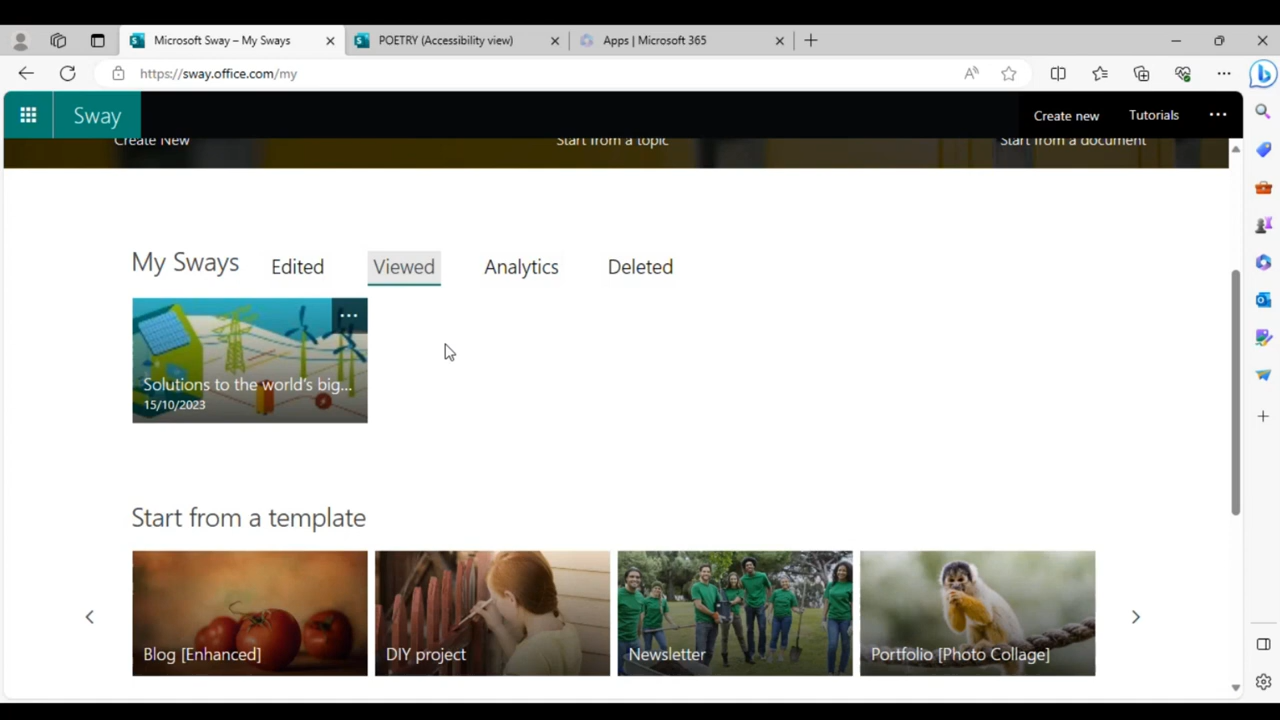 Microsoft Sway – My Sways
POETRY (Accessibility view)
Apps | Microsoft 365
https://sway.office.com/my
Sway
Create new
Tutorials
Create New
Start from a topic
Start from a document
My Sways
Edited
Viewed
Analytics
Deleted
Solutions to the world's big...
15/10/2023
Start from a template
Blog [Enhanced]
DIY project
Newsletter
Portfolio [Photo Collage]